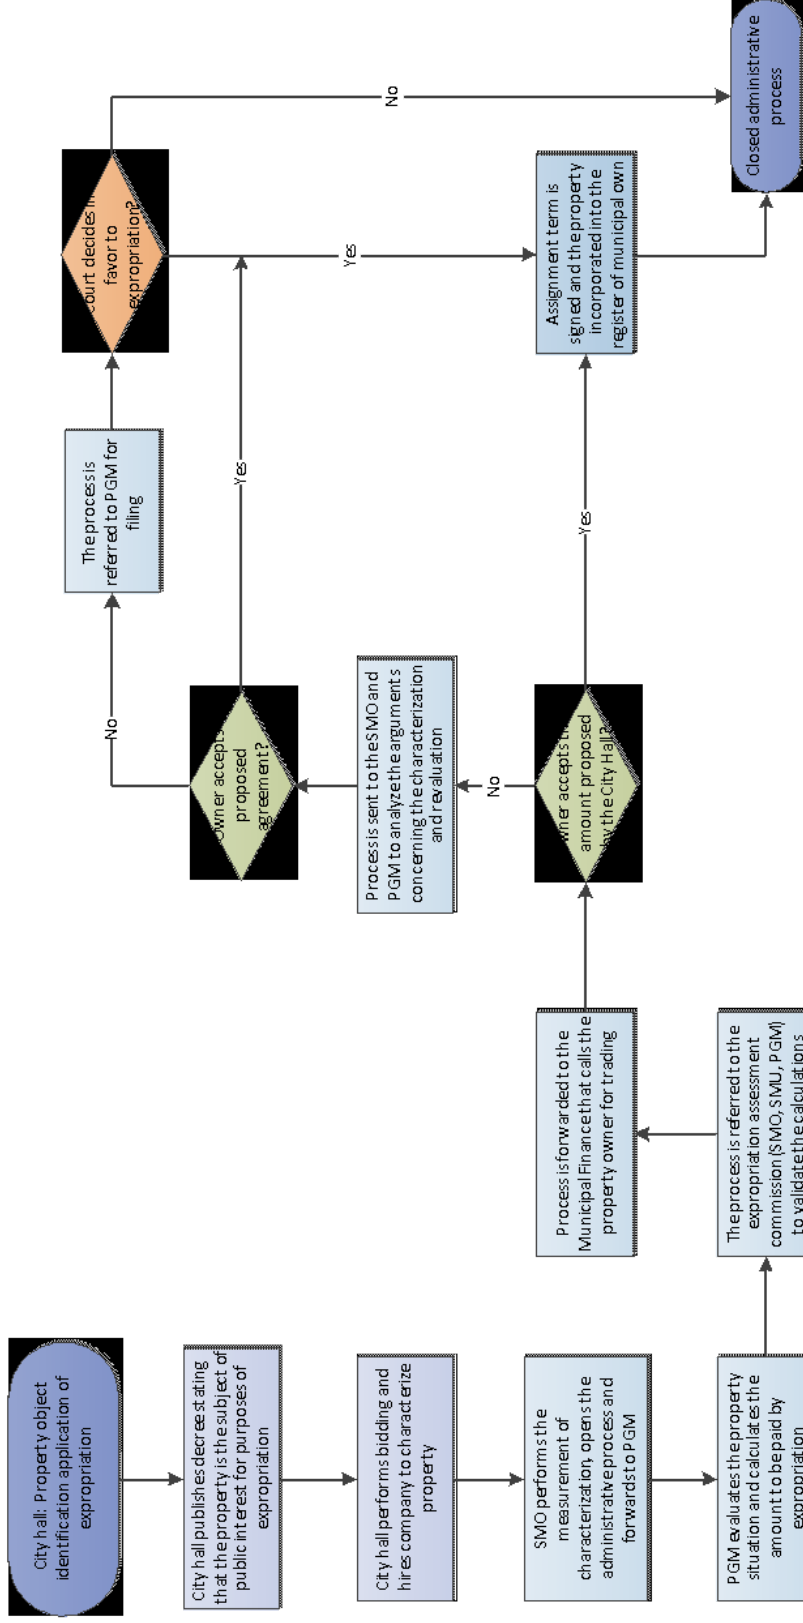 City hall: Property object
identification application of
expropriation
City hall publishes decree stating
that the property is the subject of
public interest for purposes of
expropriation
City hall performs bidding and
hires company to characterize
property
SMO performs the
measurement of
characterization, opens the
administrative process and
forwards to PGM
PGM evaluates the property
situation and calculates the
amount to be paid by
expropriation
The process is referred to the
expropriation assessment
commission (SMO, SMU, PGM)
to validate the calculations
Process is forwarded to the
Municipal Finance that calls the
property owner for trading
wner accepts t
amount proposed
by the City Hall?
No
Yes
Process is sent to the SMO and
PGM to analyze the arguments
concerning the characterization
and revaluation
Owner accepts
proposed
agreement?
No
Yes
The process is
referred to PGM for
filing
ourt decides in
favor to
expropriation?
Yes
No
Assignment term is
signed and the property
incorporated into the
register of municipal own
Closed administrative
process